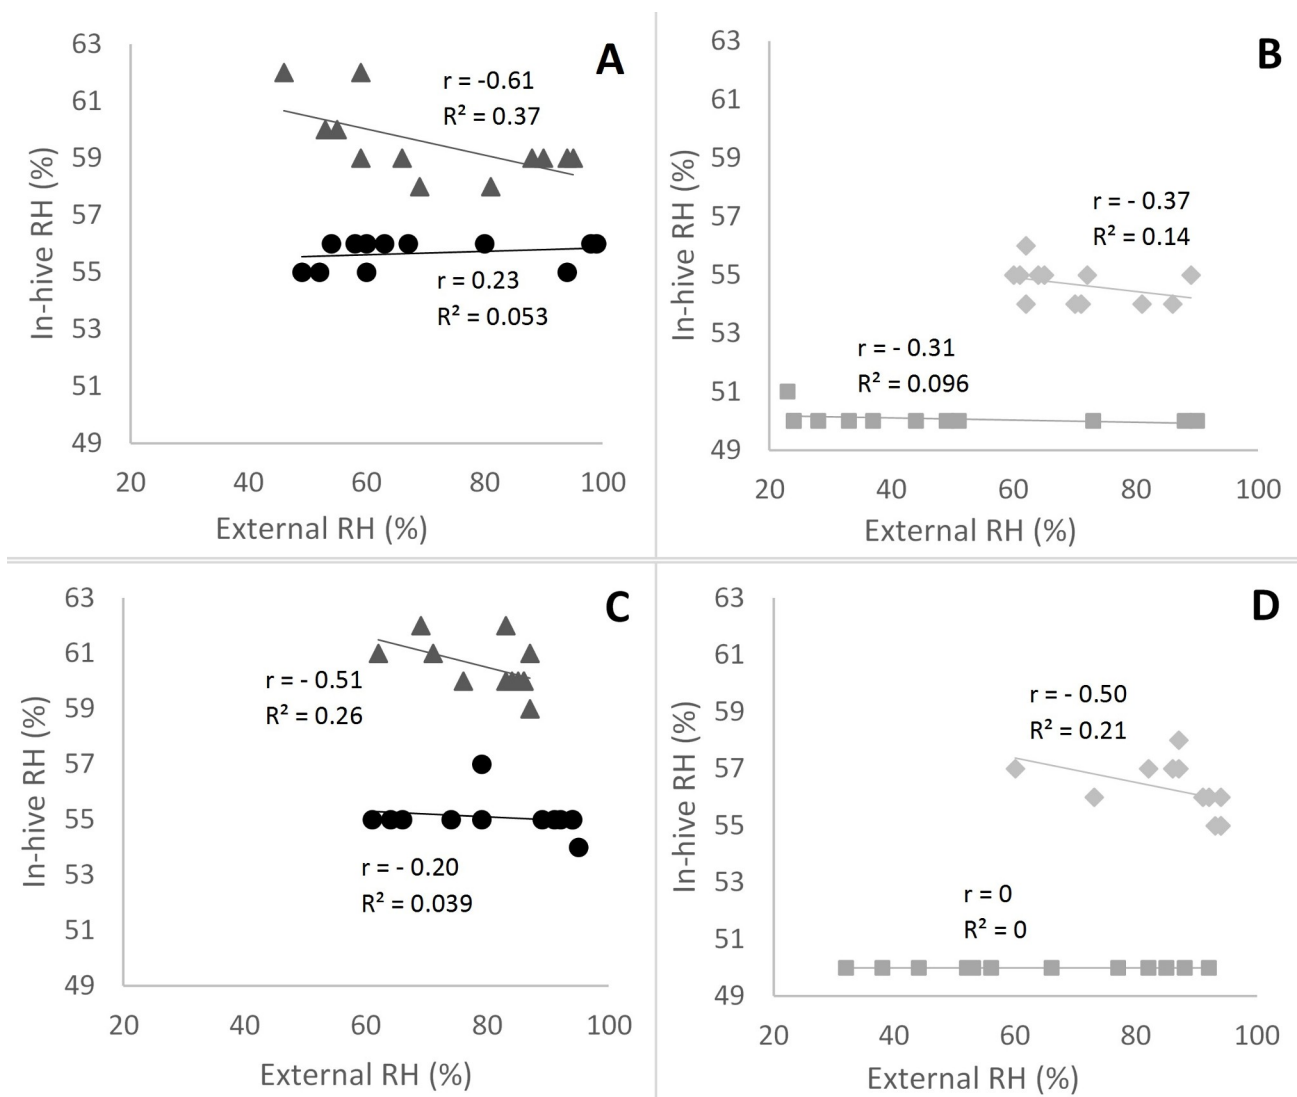 A
63
61
59
57
55
53
51
49
In-hive RH (%)
r = -0.61
R² = 0.37
r = 0.23
R² = 0.053
20 40 60 80 100
External RH (%)
B
63
61
59
57
55
53
51
49
In-hive RH (%)
r = - 0.37
R² = 0.14
r = - 0.31
R² = 0.096
20 40 60 80 100
External RH (%)
C
63
61
59
57
55
53
51
49
In-hive RH (%)
r = - 0.51
R² = 0.26
r = - 0.20
R² = 0.039
20 40 60 80 100
External RH (%)
D
63
61
59
57
55
53
51
49
In-hive RH (%)
r = - 0.50
R² = 0.21
r = 0
R² = 0
20 40 60 80 100
External RH (%)